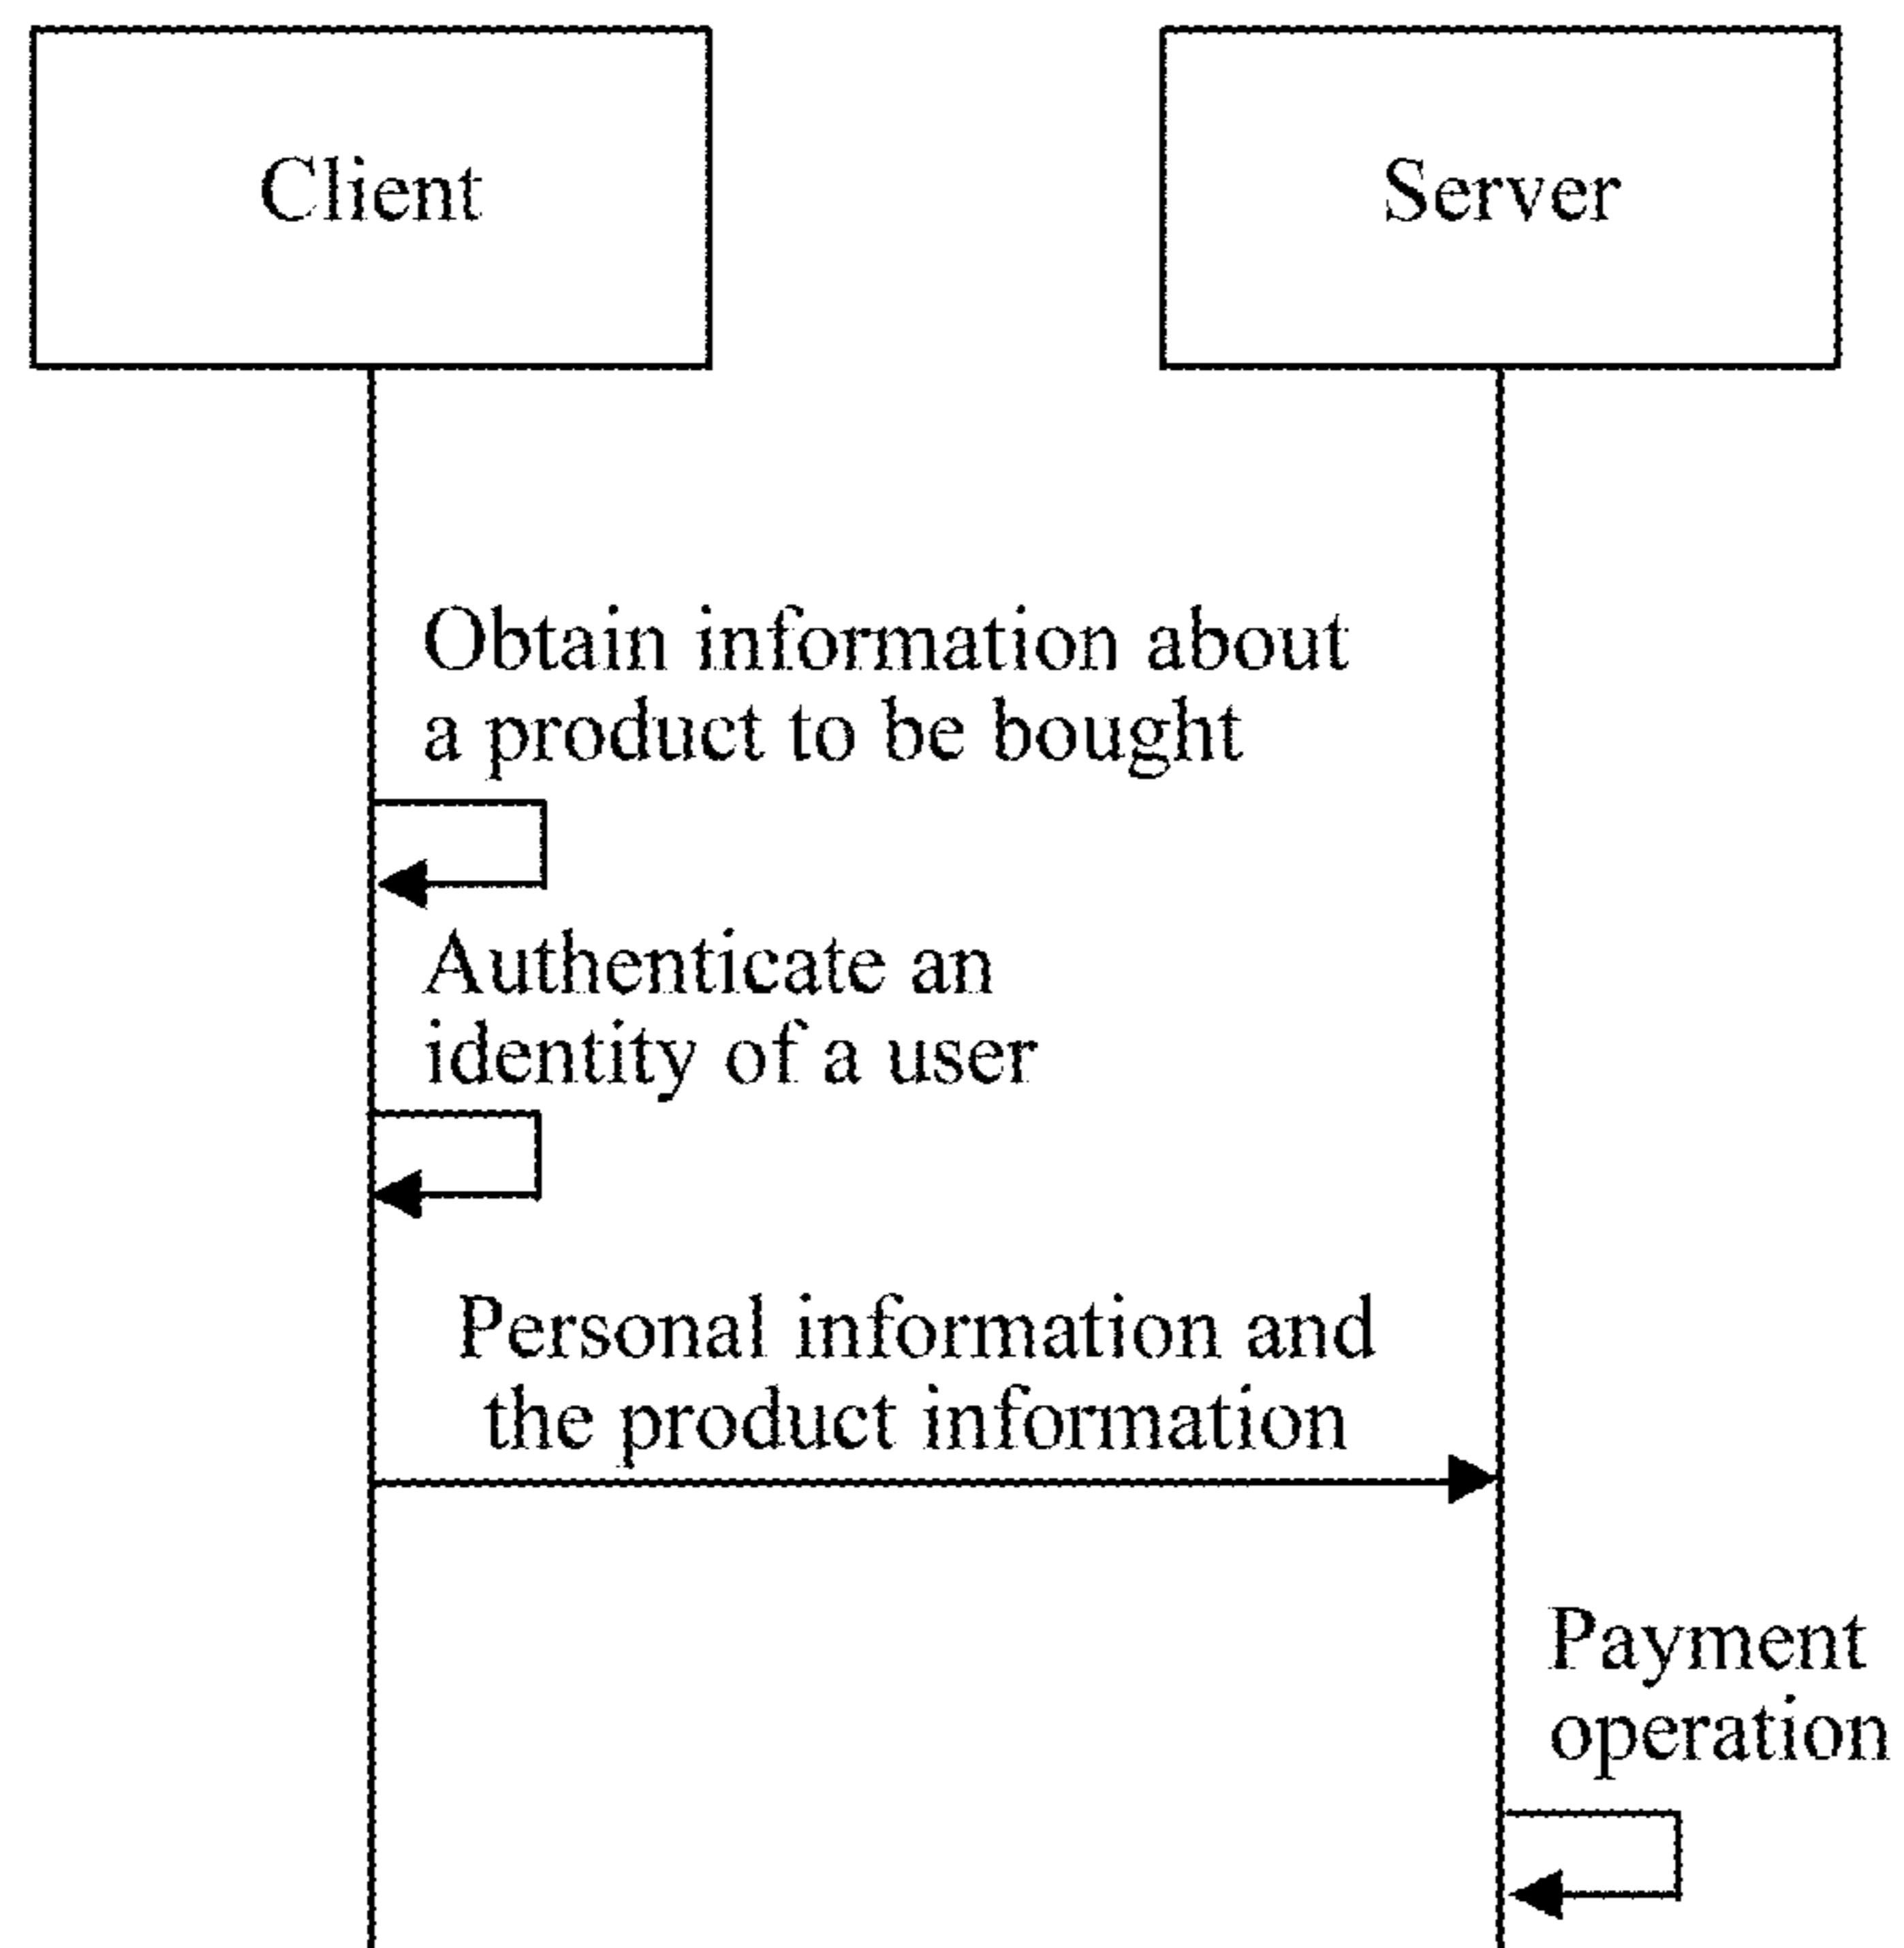 Client
Server
Obtain information about
a product to be bought
Authenticate an
identity of a user
Personal information and
the product information
Payment
operation